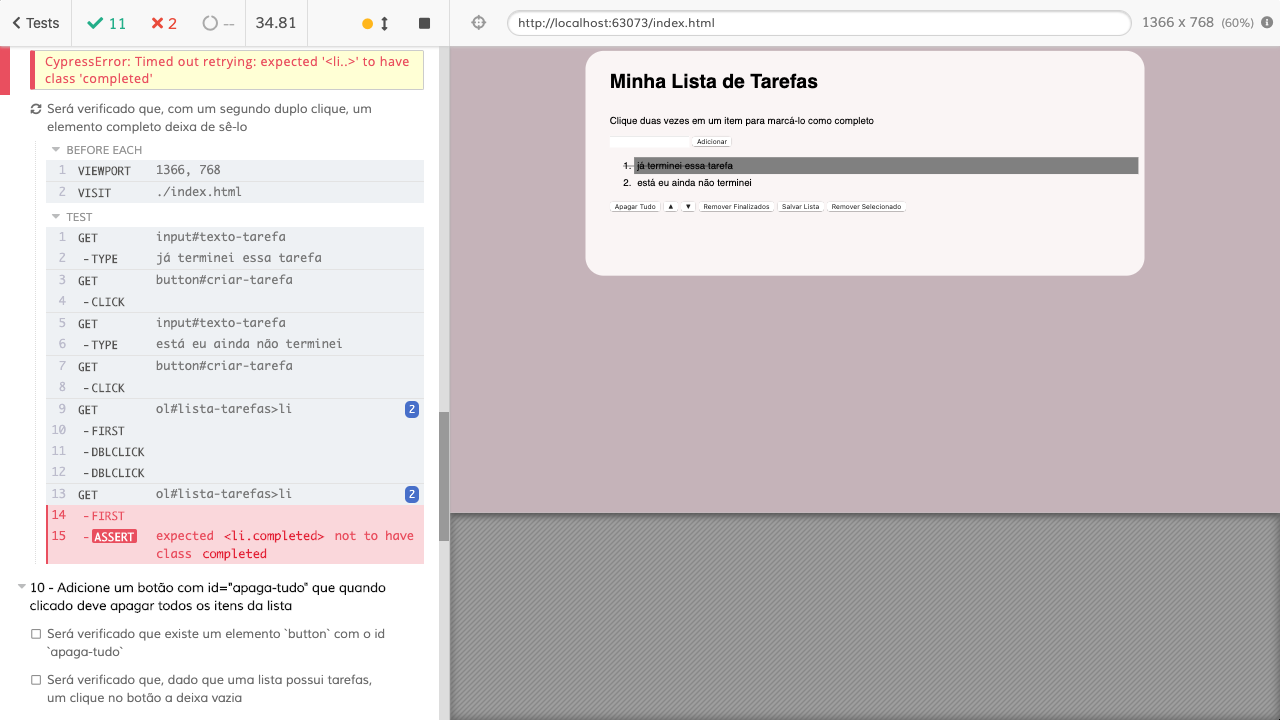 Tests
11
2
--
34.81
http://localhost:63073/index.html
1366 x 768 (60%)
CypressError: Timed out retrying: expected '<li..>' to have
class 'completed'
Será verificado que, com um segundo duplo clique, um
elemento completo deixa de sê-lo
BEFORE EACH
1 VIEWPORT 1366, 768
2 VISIT ./index.html
TEST
1 GET input#texto-tarefa
2 -TYPE já terminei essa tarefa
3 GET button#criar-tarefa
4 -CLICK
5 GET input#texto-tarefa
6 -TYPE está eu ainda não terminei
7 GET button#criar-tarefa
8 -CLICK
9 GET ol#lista-tarefas>li 2
10 -FIRST
11 -DBLCLICK
12 -DBLCLICK
13 GET ol#lista-tarefas>li 2
14 -FIRST
15 -ASSERT expected <li.completed> not to have
class completed
10 - Adicione um botão com id="apaga-tudo" que quando
clicado deve apagar todos os itens da lista
Será verificado que existe um elemento `button` com o id
`apaga-tudo`
Será verificado que, dado que uma lista possui tarefas,
um clique no botão a deixa vazia
Minha Lista de Tarefas
Clique duas vezes em um item para marcá-lo como completo
Adicionar
1. já terminei essa tarefa
2. está eu ainda não terminei
Apagar Tudo ▲ ▼ Remover Finalizados Salvar Lista Remover Selecionado